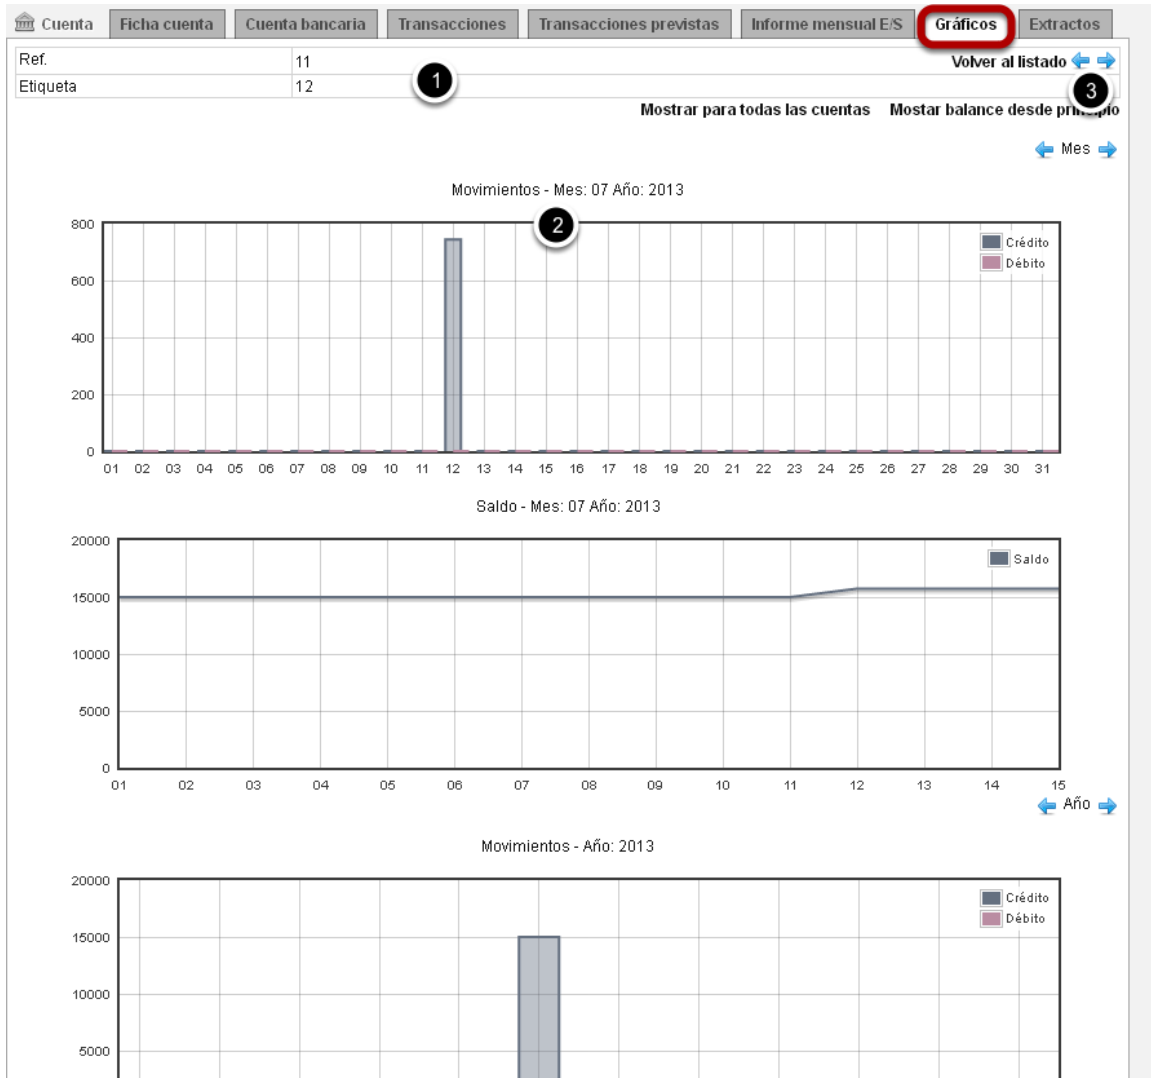 Cuenta Ficha cuenta Cuenta bancaria Transacciones Transacciones previstas Informe mensual E/S Gráficos Extractos
Ref. 11 Volver al listado
1
Etiqueta 12
3
Mostrar para todas las cuentas Mostar balance desde principio
Mes
Movimientos - Mes: 07 Año: 2013
2
800
Crédito
Débito
600
400
200
0
01 02 03 04 05 06 07 08 09 10 11 12 13 14 15 16 17 18 19 20 21 22 23 24 25 26 27 28 29 30 31
Saldo - Mes: 07 Año: 2013
20000
Saldo
15000
10000
5000
0
01 02 03 04 05 06 07 08 09 10 11 12 13 14 15
Año
Movimientos - Año: 2013
20000
Crédito
Débito
15000
10000
5000